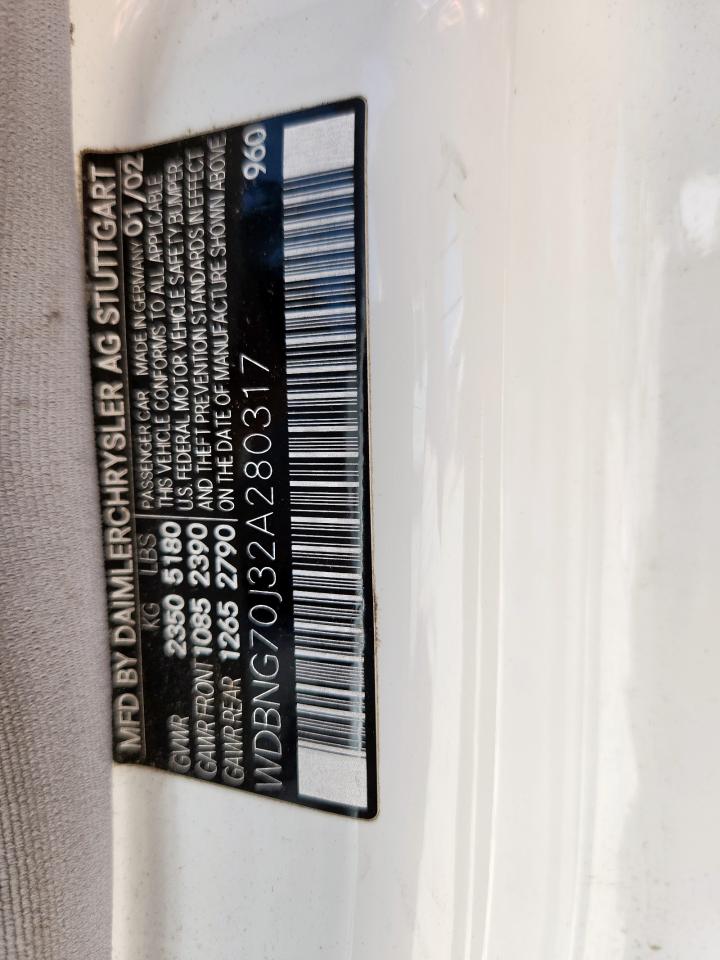 MFD BY DAIMLERCHRYSLER AG STUTTGART
KG LBS PASSENGER CAR MADE IN GERMANY 01/02
GVWR 2350 5180 THIS VEHICLE CONFORMS TO ALL APPLICABLE
U.S. FEDERAL MOTOR VEHICLE SAFETY BUMPER
GAWR FRONT 1085 2390 AND THEFT PREVENTION STANDARDS IN EFFECT
GAWR REAR 1265 2790 ON THE DATE OF MANUFACTURE SHOWN ABOVE
WDBNG70J32A280317 960